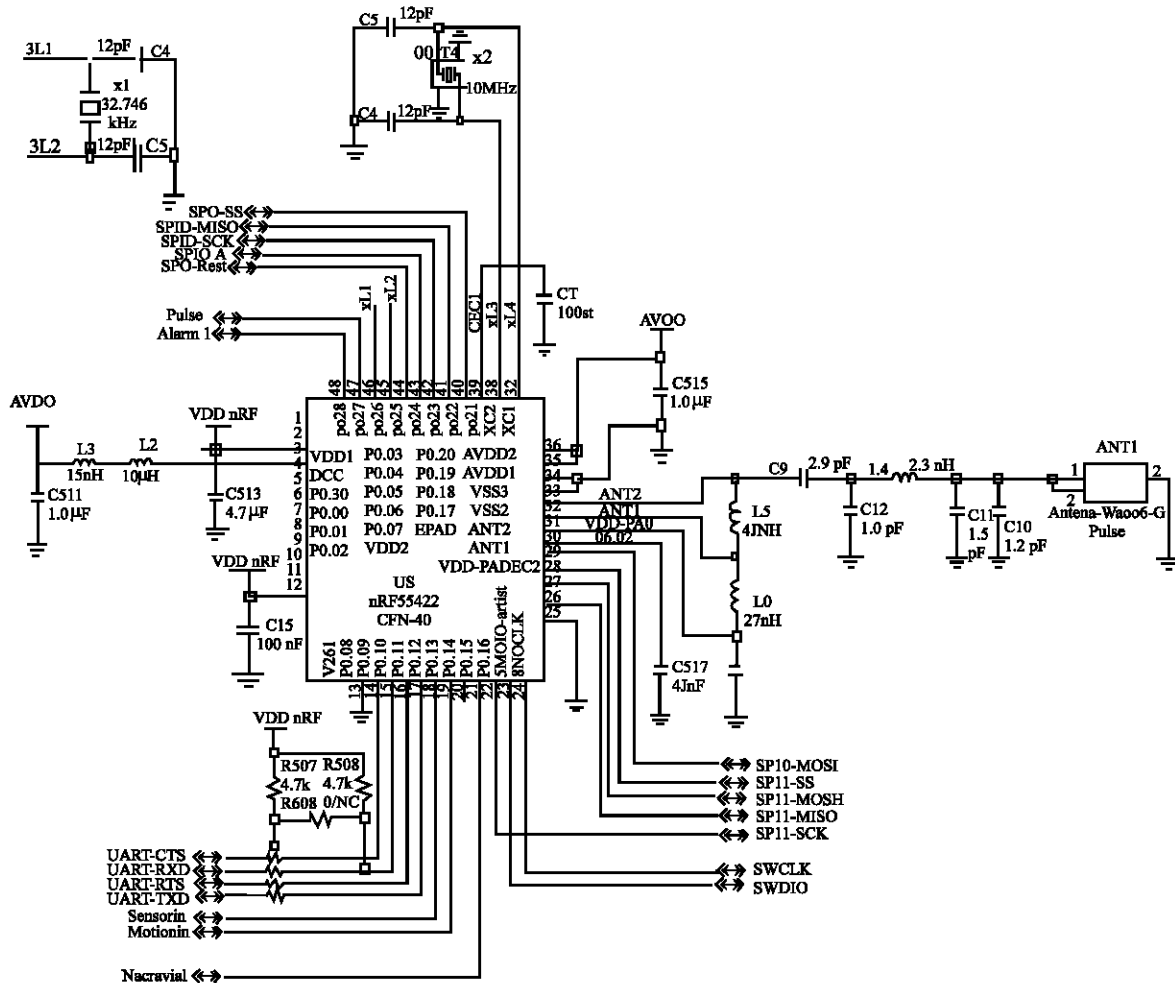 C5 12pF
3L1 12pF C4
00 T4 x2
10MHz
x1
32.746
kHz
C4 12pF
3L2 12pF C5
SPO-SS
SPID-MISO
SPID-SCK
SPIO A
SPO-Rest
xL1
xL2
CEC1
xL3
xL4
CT
100st
Pulse
Alarm 1
AVOO
C515
1.0µF
48 47 46 45 44 43 42 41 40 39 38 32
po28 po27 po26 po25 po24 po23 po22 po21 XC2 XC1
AVDO
VDD nRF
L3
15nH
L2
10µH
C511
1.0µF
C513
4.7µF
1
2
3
4
5
6
7
8
9
10
11
12
VDD1 P0.03 P0.20 AVDD2
DCC P0.04 P0.19 AVDD1
P0.30 P0.05 P0.18 VSS3
P0.00 P0.06 P0.17 VSS2
P0.01 P0.07 EPAD ANT2
P0.02 VDD2 ANT1
VDD-PADEC2
US
nRF55422
CFN-40
36
35
34
33
32
31
30
29
28
27
26
25
ANT2
ANT1
VDD-PA0
06.02
C9 2.9 pF
1.4 2.3 nH
ANT1
1 2
2
Antena-Waoo6-G
Pulse
L5
4JNH
C12
1.0 pF
C11
1.5
pF
C10
1.2 pF
L0
27nH
C517
4JnF
VDD nRF
C15
100 nF
V261 P0.08 P0.09 P0.10 P0.11 P0.12 P0.13 P0.14 P0.15 P0.16 5MOIO-artist 8NOCLK
13 14 15 16 17 18 19 20 21 22 23 24
VDD nRF
R507 R508
4.7k 4.7k
R608 0/NC
SP10-MOSI
SP11-SS
SP11-MOSH
SP11-MISO
SP11-SCK
SWCLK
SWDIO
UART-CTS
UART-RXD
UART-RTS
UART-TXD
Sensorin
Motionin
Nacravial